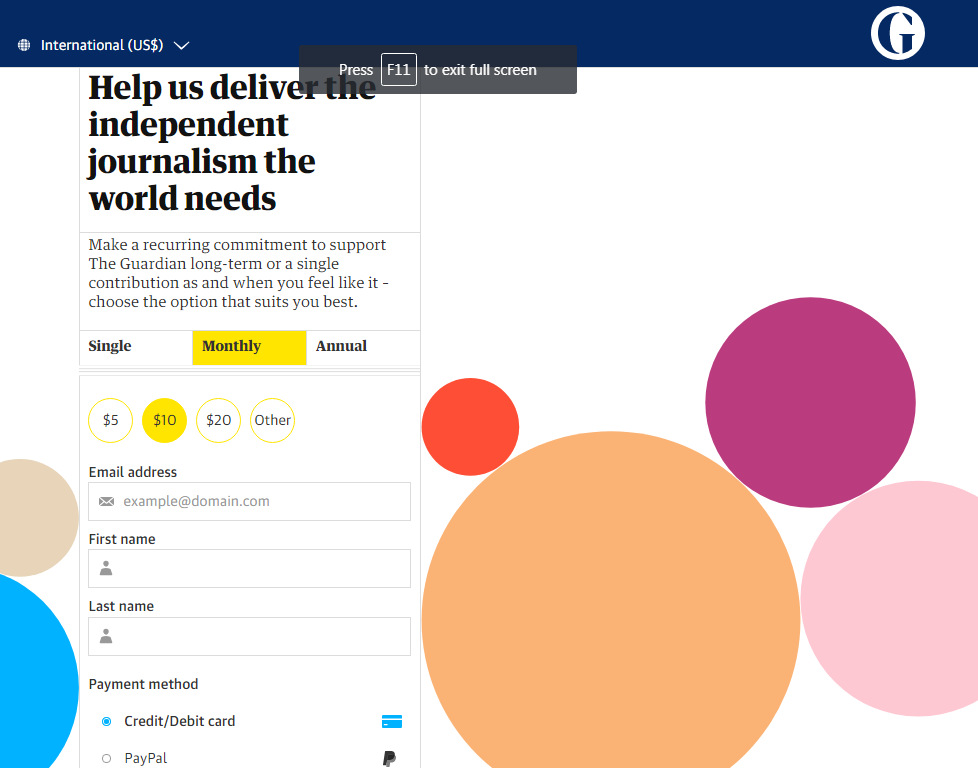 International (US$)
G
Press F11 to exit full screen
Help us deliver the
independent
journalism the
world needs
Make a recurring commitment to support
The Guardian long-term or a single
contribution as and when you feel like it -
choose the option that suits you best.
Single Monthly Annual
$5 $10 $20 Other
Email address
example@domain.com
First name
Last name
Payment method
Credit/Debit card
PayPal